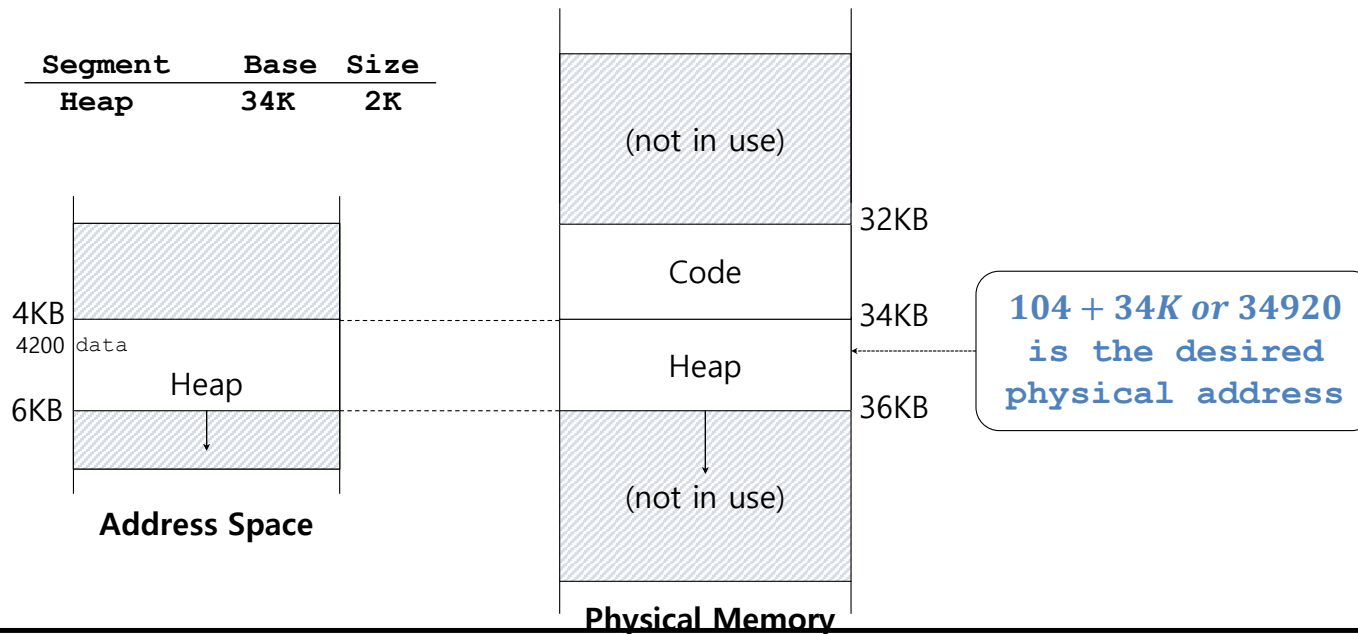 Segment Base Size
Heap 34K 2K
(not in use)
32KB
Code
4KB
34KB
4200 data
Heap
Heap
6KB
36KB
104 + 34K or 34920
is the desired
physical address
(not in use)
Address Space
Physical Memory